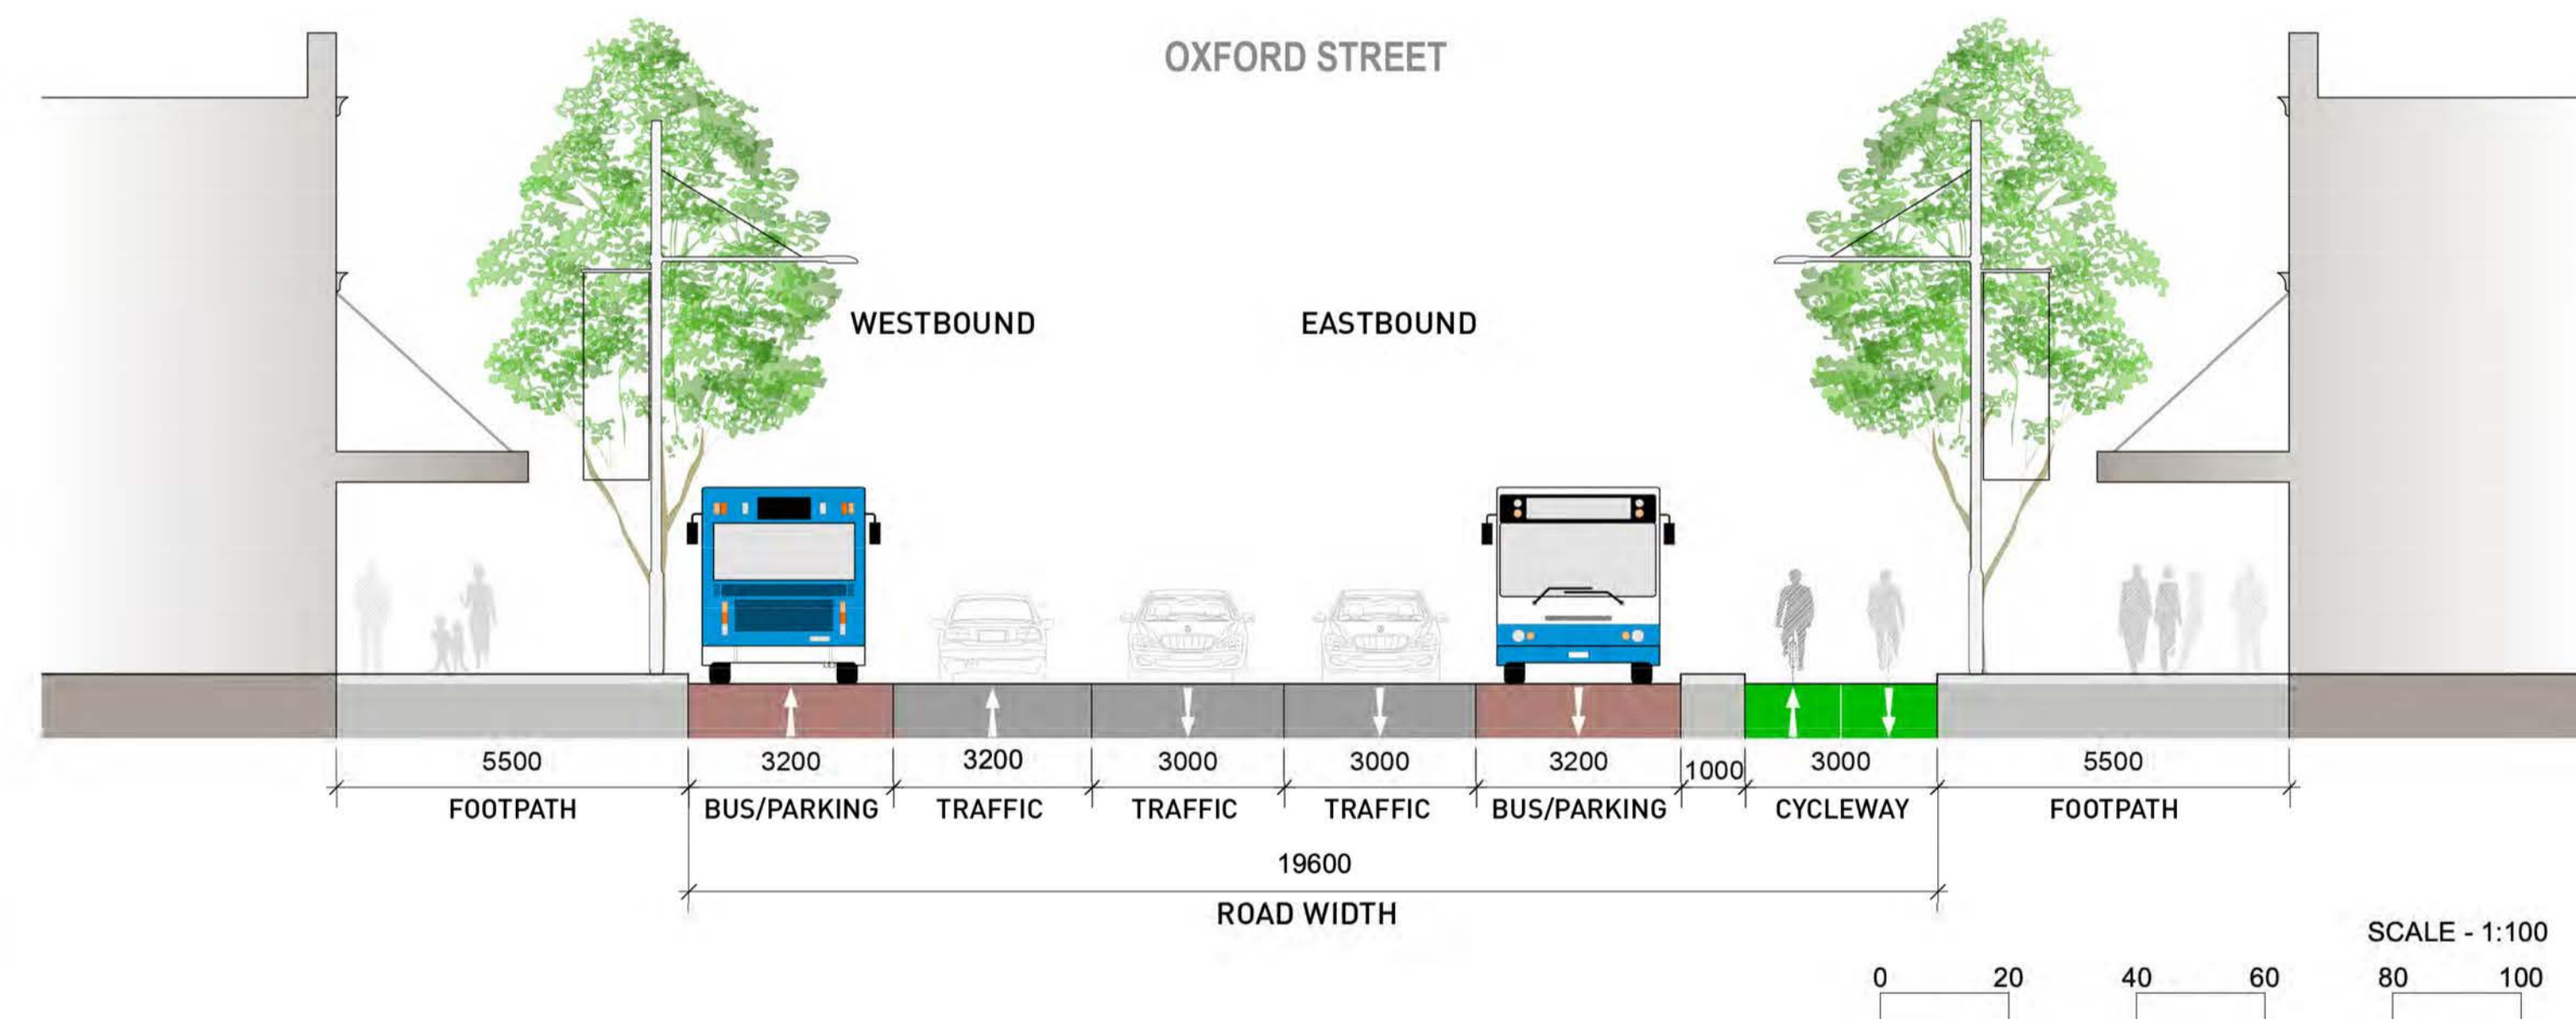 OXFORD STREET
WESTBOUND EASTBOUND
5500 3200 3200 3000 3000 3200 1000 3000 5500
FOOTPATH BUS/PARKING TRAFFIC TRAFFIC TRAFFIC BUS/PARKING CYCLEWAY FOOTPATH
19600
ROAD WIDTH
SCALE - 1:100
0 20 40 60 80 100